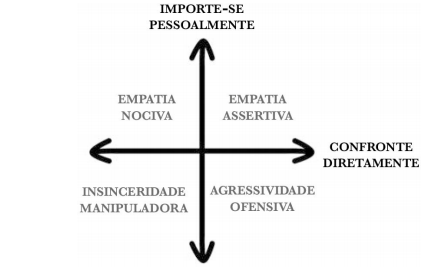 IMPORTE-SE
PESSOALMENTE
EMPATIA
NOCIVA
EMPATIA
ASSERTIVA
CONFRONTE
DIRETAMENTE
INSINCERIDADE
MANIPULADORA
AGRESSIVIDADE
OFENSIVA